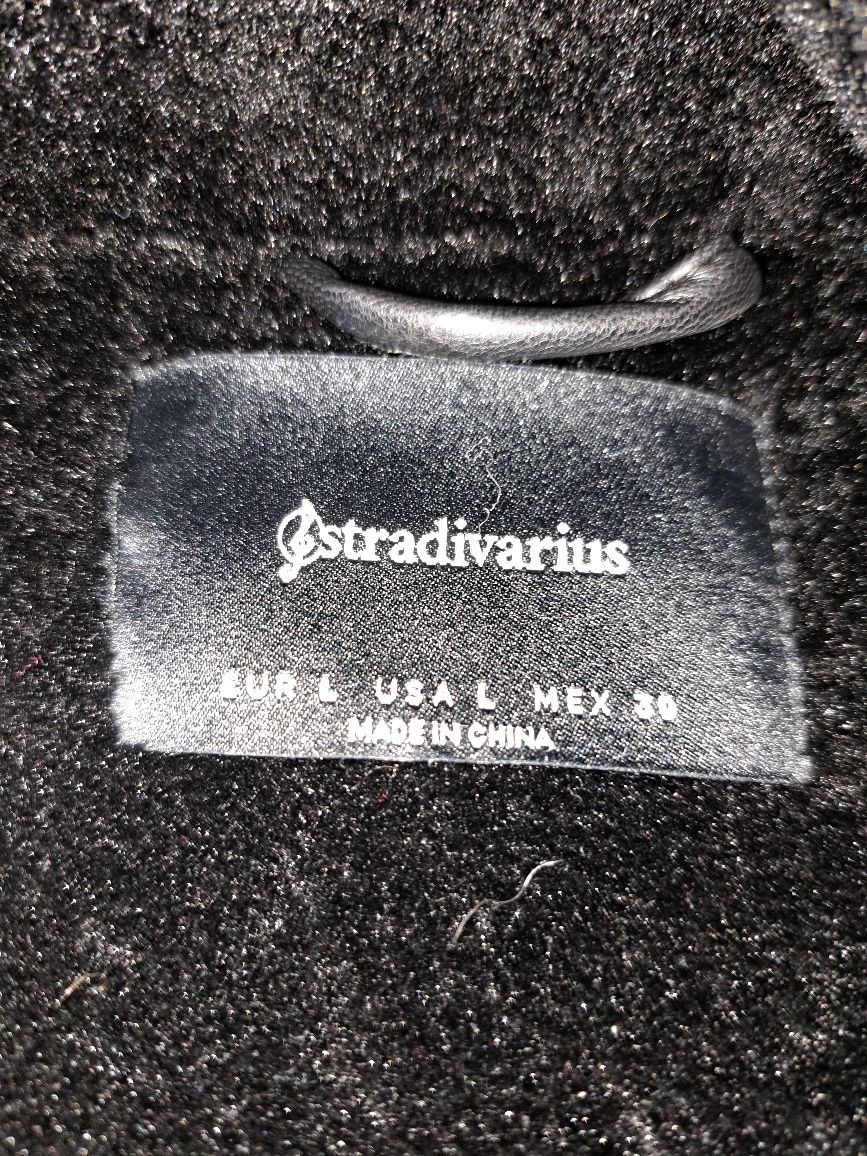 stradivarius
EUR L USA L MEX 30
MADE IN CHINA